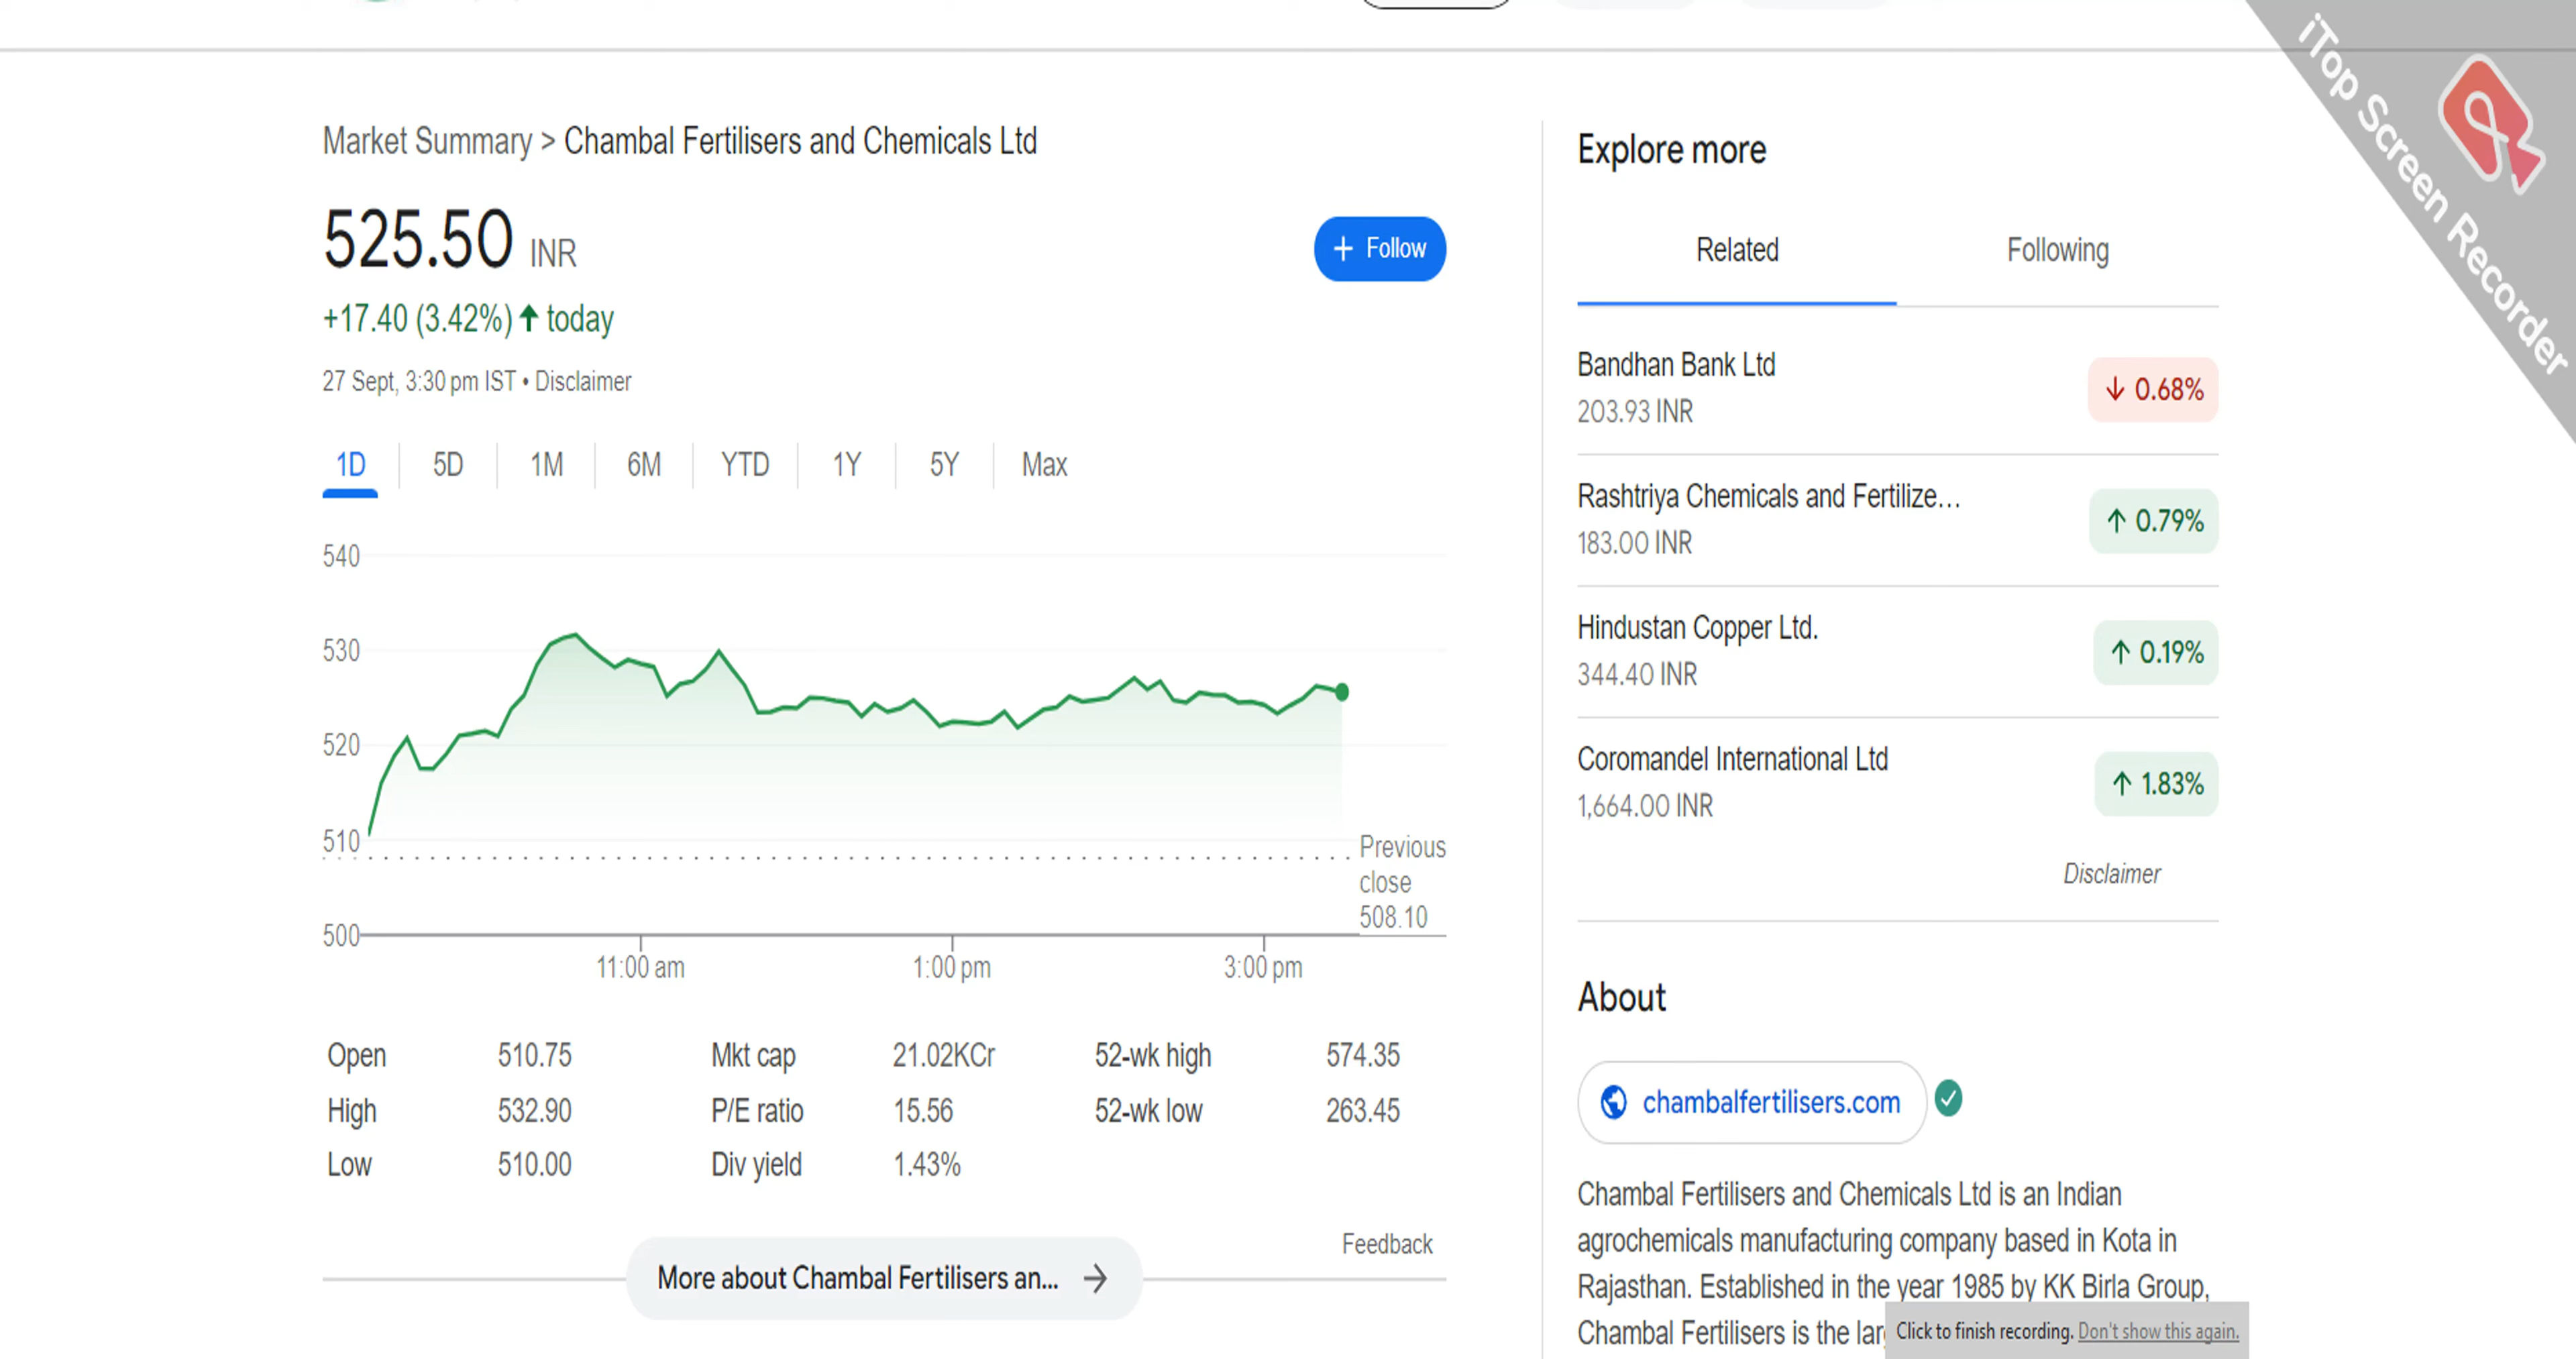 Market Summary > Chambal Fertilisers and Chemicals Ltd
525.50 INR
+ Follow
+17.40 (3.42%) ↑ today
27 Sept, 3:30 pm IST • Disclaimer
1D 5D 1M 6M YTD 1Y 5Y Max
540
530
520
510
500
Previous
close
508.10
11:00 am 1:00 pm 3:00 pm
Open 510.75 Mkt cap 21.02KCr 52-wk high 574.35
High 532.90 P/E ratio 15.56 52-wk low 263.45
Low 510.00 Div yield 1.43%
Feedback
More about Chambal Fertilisers an... →
Explore more
Related Following
Bandhan Bank Ltd
203.93 INR
↓ 0.68%
Rashtriya Chemicals and Fertilize...
183.00 INR
↑ 0.79%
Hindustan Copper Ltd.
344.40 INR
↑ 0.19%
Coromandel International Ltd
1,664.00 INR
↑ 1.83%
Disclaimer
About
chambalfertilisers.com
Chambal Fertilisers and Chemicals Ltd is an Indian
agrochemicals manufacturing company based in Kota in
Rajasthan. Established in the year 1985 by KK Birla Group,
Chambal Fertilisers is the
Click to finish recording. Don't show this again.
iTop Screen Recorder